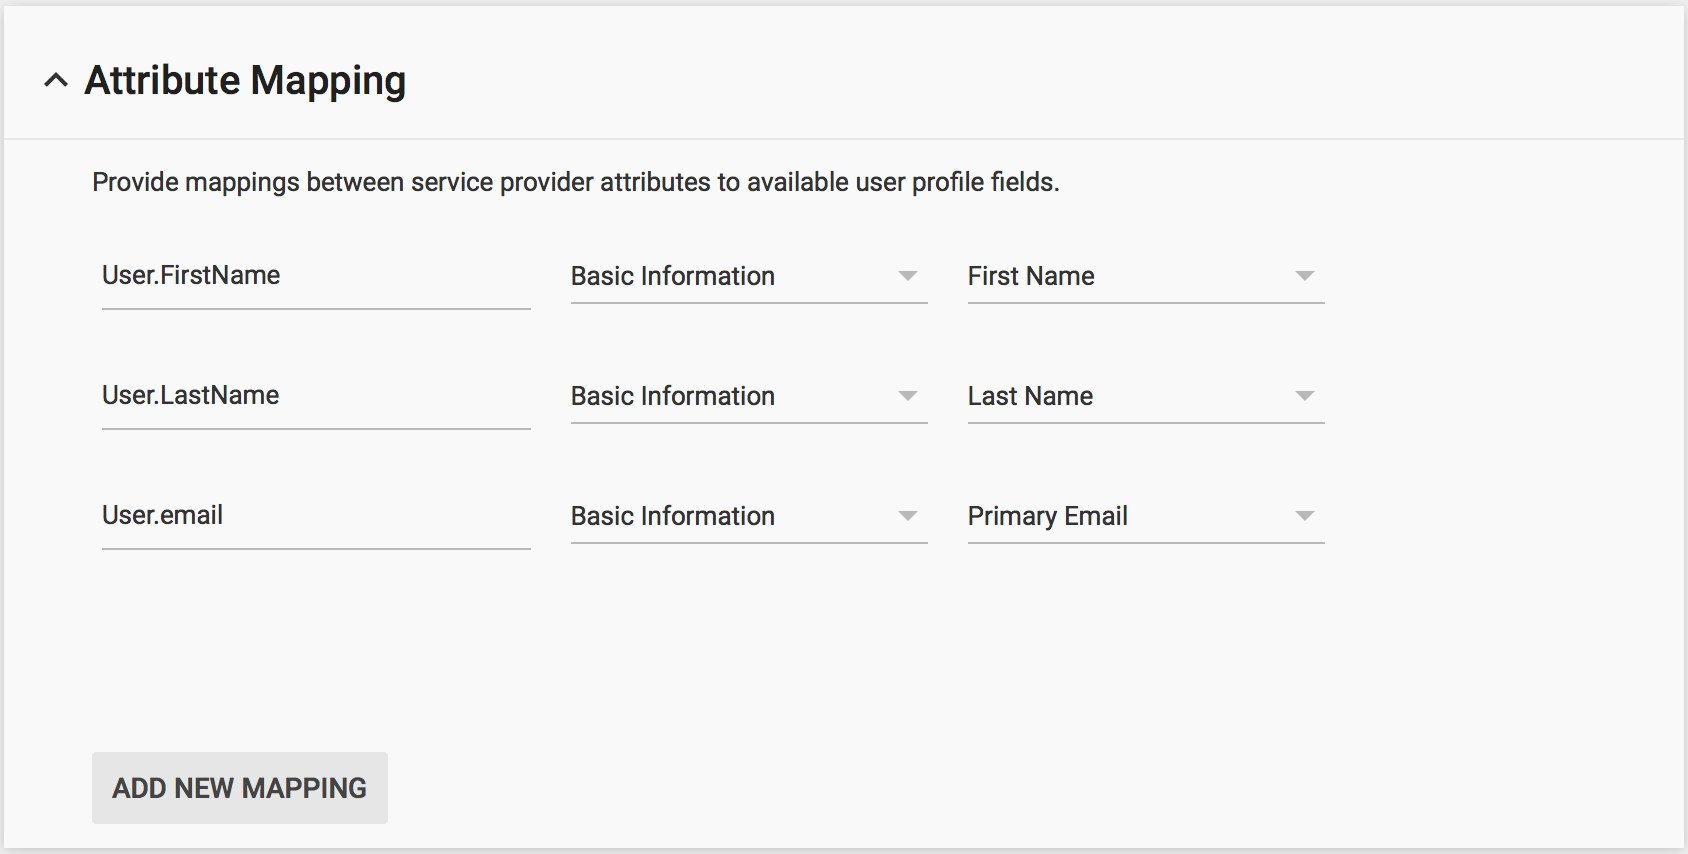 Attribute Mapping
Provide mappings between service provider attributes to available user profile fields.
User.FirstName Basic Information First Name
User.LastName Basic Information Last Name
User.email Basic Information Primary Email
ADD NEW MAPPING